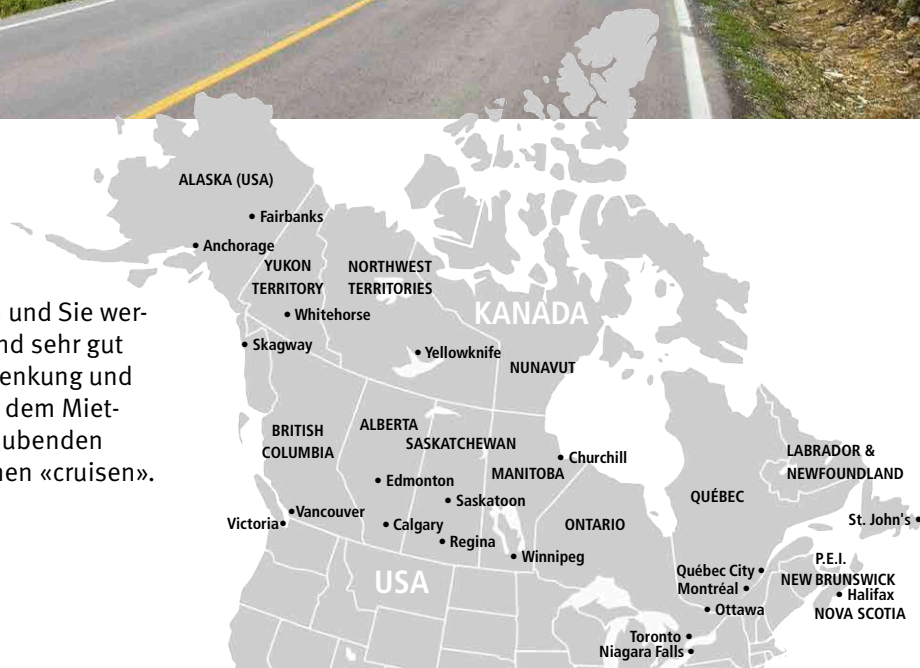 ALASKA (USA)
• Fairbanks
• Anchorage
YUKON
TERRITORY
NORTHWEST
TERRITORIES
• Whitehorse
KANADA
• Skagway
• Yellowknife
NUNAVUT
und Sie wer-
nd sehr gut
enkung und
dem Miet-
ubenden
nen «cruisen».
BRITISH
COLUMBIA
ALBERTA
SASKATCHEWAN
MANITOBA
• Churchill
LABRADOR &
NEWFOUNDLAND
• Edmonton
• Saskatoon
QUÉBEC
• Vancouver
Victoria •
• Calgary
ONTARIO
St. John's •
• Regina
• Winnipeg
USA
P.E.I.
Québec City •
NEW BRUNSWICK
Montréal •
• Halifax
• Ottawa
NOVA SCOTIA
Toronto •
Niagara Falls •